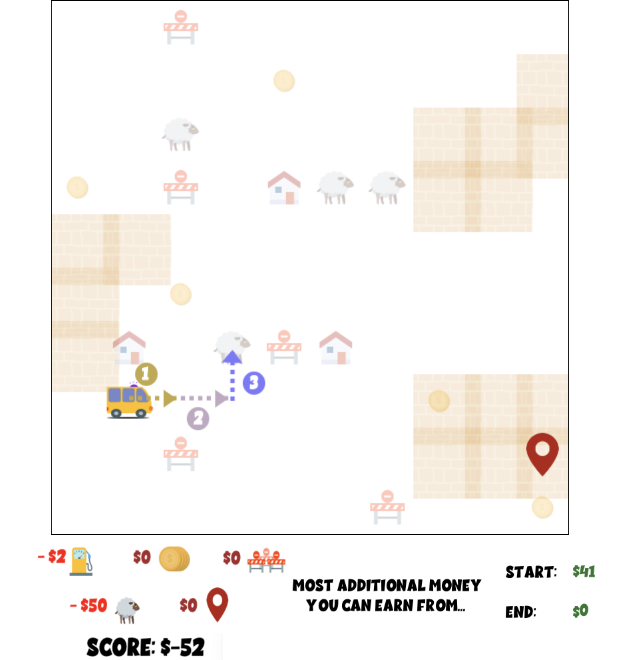 1
2
3
- $2
$0
$0
- $50
$0
MOST ADDITIONAL MONEY
YOU CAN EARN FROM...
START: $41
END: $0
SCORE: $-52